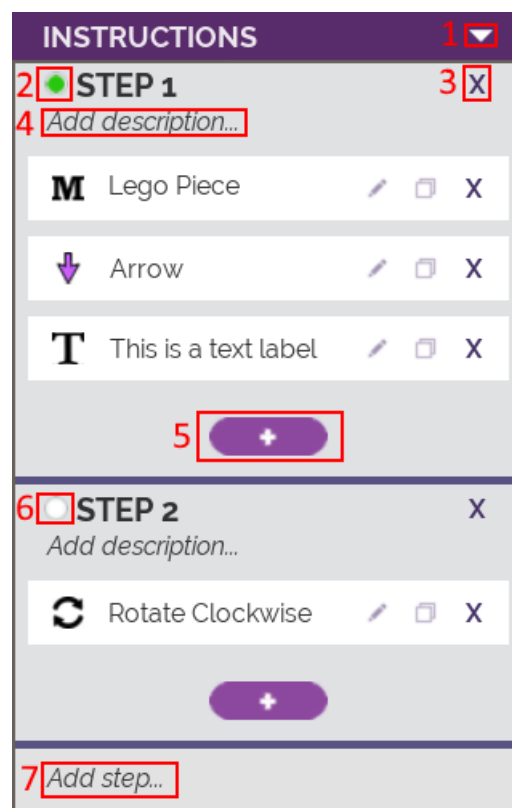 INSTRUCTIONS 1
2 STEP 1 3 X
4 Add description...
M Lego Piece X
Arrow X
T This is a text label X
5 +
6 STEP 2 X
Add description...
Rotate Clockwise X
+
7 Add step...